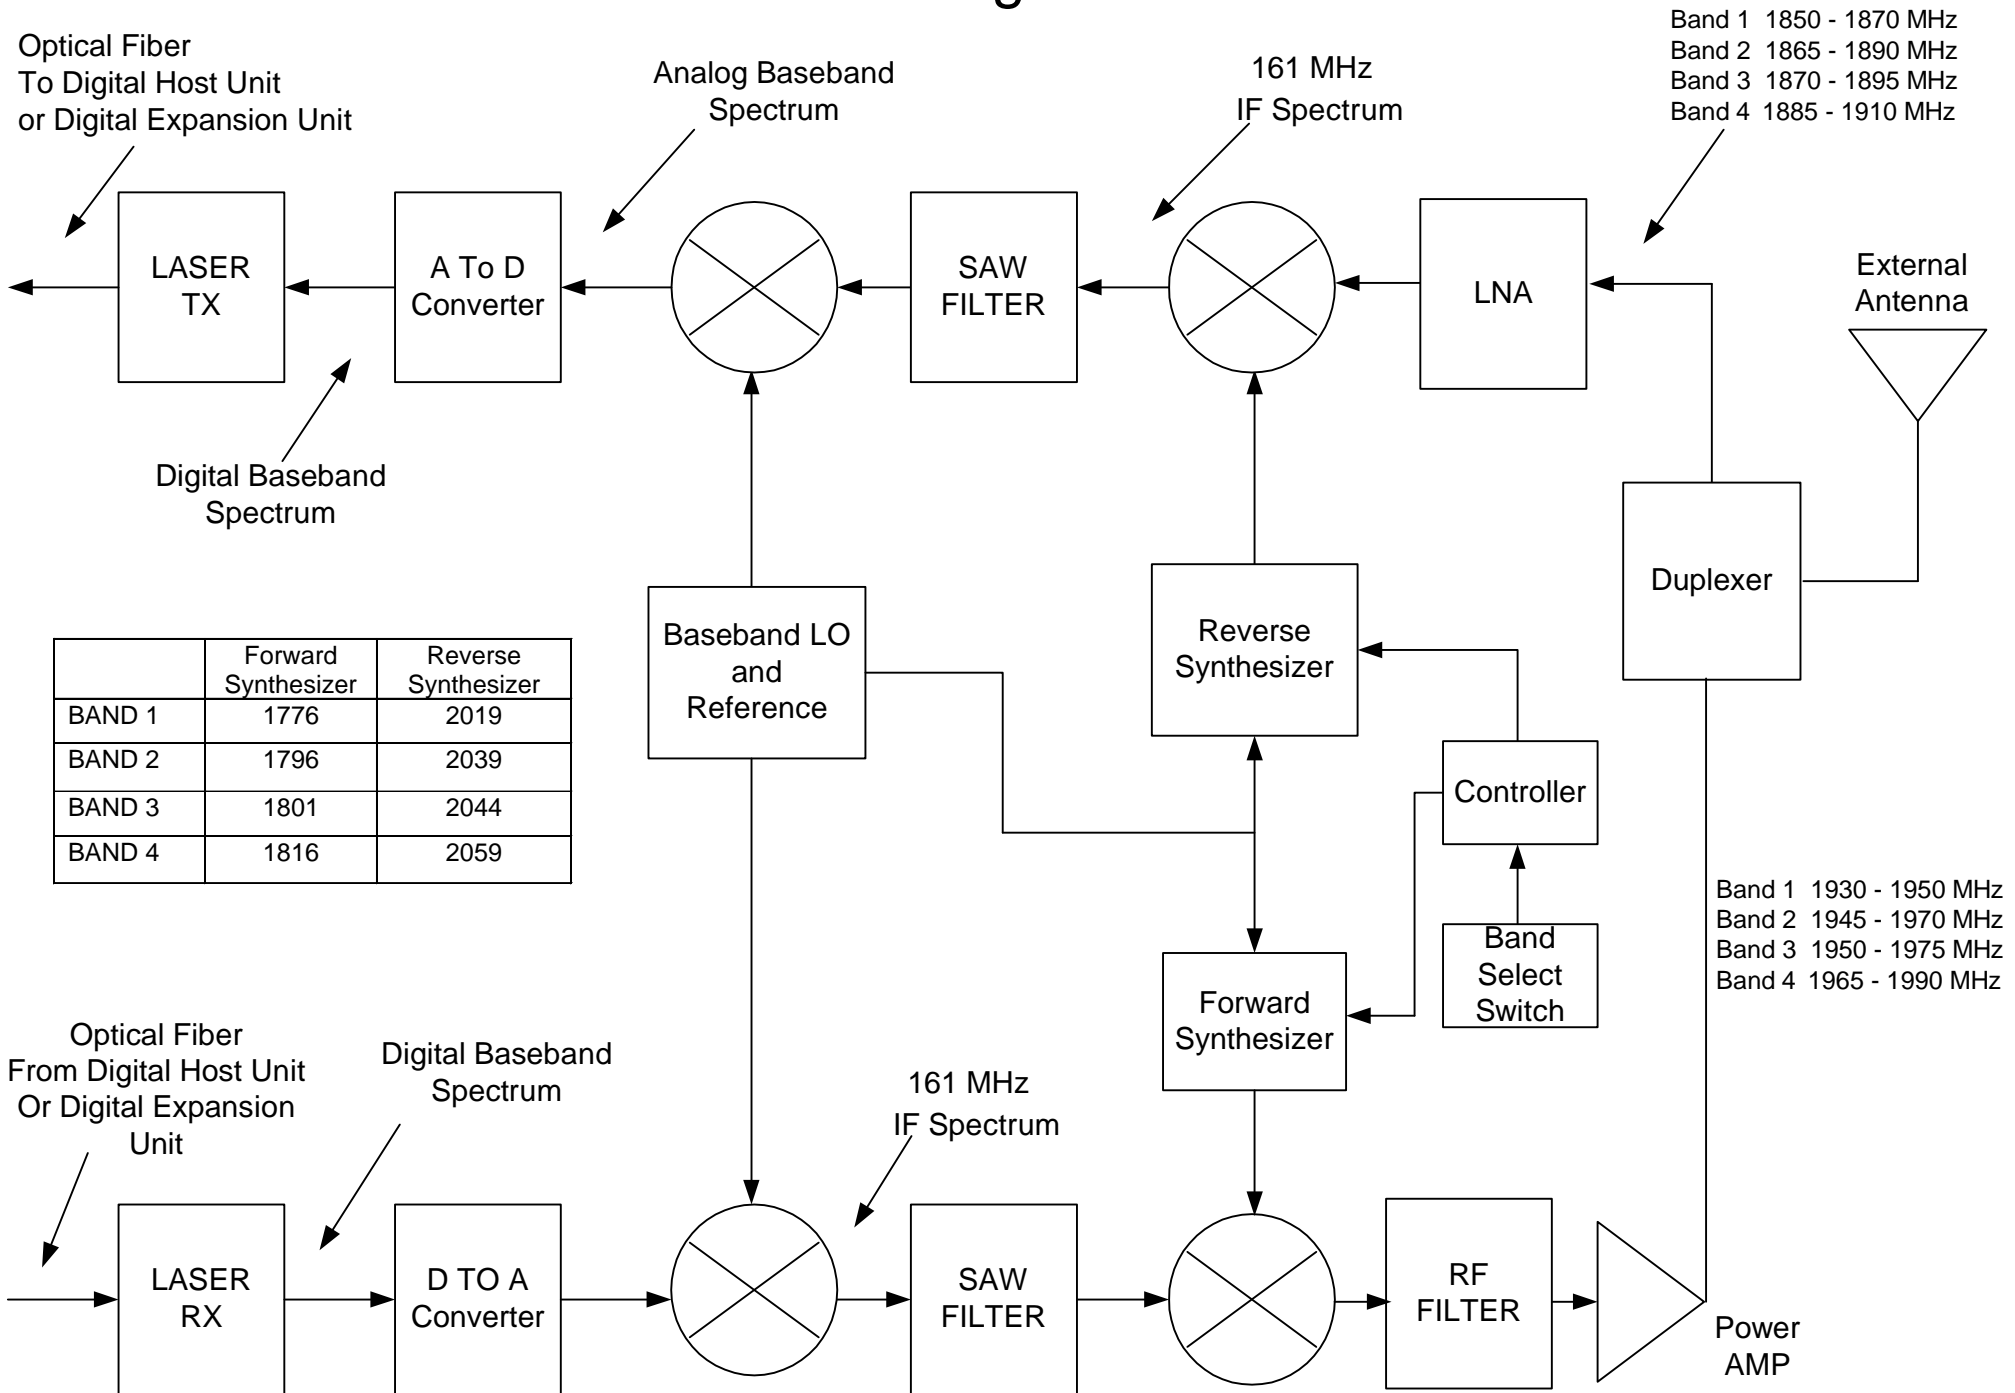 Optical Fiber
To Digital Host Unit
or Digital Expansion Unit
Analog Baseband
Spectrum
161 MHz
IF Spectrum
Band 1 1850 - 1870 MHz
Band 2 1865 - 1890 MHz
Band 3 1870 - 1895 MHz
Band 4 1885 - 1910 MHz
LASER
TX
A To D
Converter
SAW
FILTER
LNA
External
Antenna
Digital Baseband
Spectrum
Duplexer
Baseband LO
and
Reference
Reverse
Synthesizer
Forward Synthesizer Reverse Synthesizer
BAND 1 1776 2019
BAND 2 1796 2039
BAND 3 1801 2044
BAND 4 1816 2059
Controller
Band
Select
Switch
Band 1 1930 - 1950 MHz
Band 2 1945 - 1970 MHz
Band 3 1950 - 1975 MHz
Band 4 1965 - 1990 MHz
Forward
Synthesizer
Optical Fiber
From Digital Host Unit
Or Digital Expansion
Unit
Digital Baseband
Spectrum
161 MHz
IF Spectrum
LASER
RX
D TO A
Converter
SAW
FILTER
RF
FILTER
Power
AMP